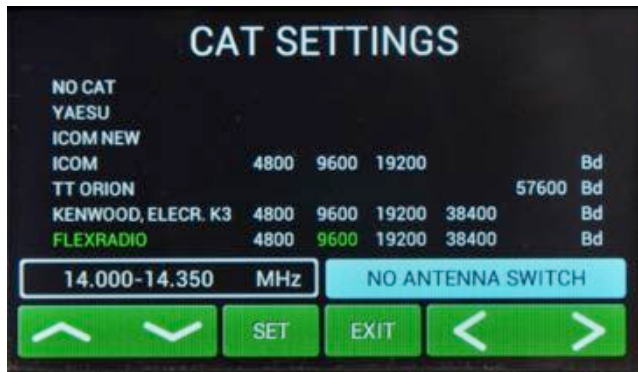 CAT SETTINGS
NO CAT
YAESU
ICOM NEW
ICOM 4800 9600 19200 Bd
TT ORION 57600 Bd
KENWOOD, ELECR. K3 4800 9600 19200 38400 Bd
FLEXRADIO 4800 9600 19200 38400 Bd
14.000-14.350 MHz NO ANTENNA SWITCH
SET EXIT